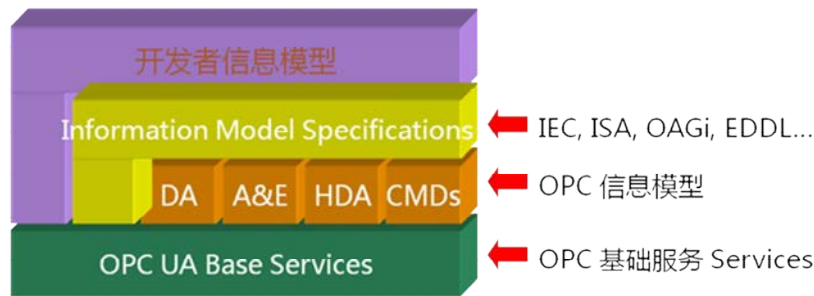 开发者信息模型
Information Model Specifications
IEC, ISA, OAGi, EDDL...
DA A&E HDA CMDs
OPC 信息模型
OPC UA Base Services
OPC 基础服务 Services